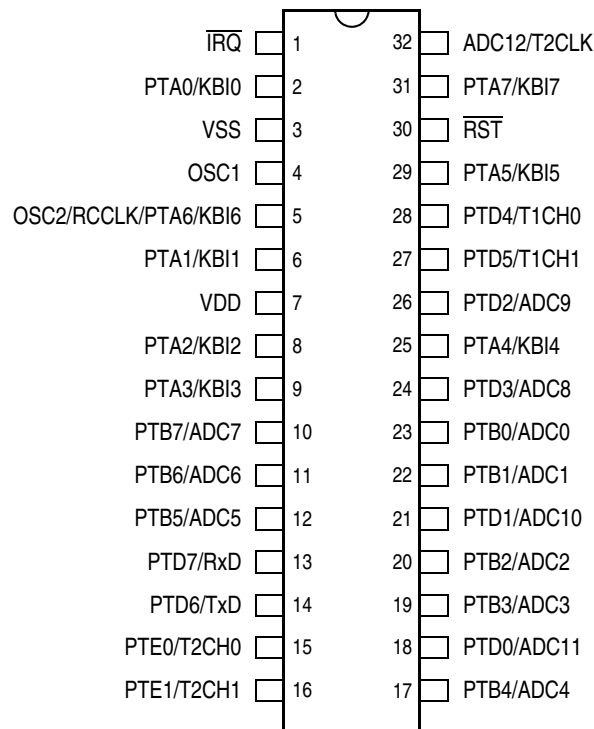 I̅R̅Q̅ 1 32 ADC12/T2CLK
PTA0/KBI0 2 31 PTA7/KBI7
VSS 3 30 R̅S̅T̅
OSC1 4 29 PTA5/KBI5
OSC2/RCCLK/PTA6/KBI6 5 28 PTD4/T1CH0
PTA1/KBI1 6 27 PTD5/T1CH1
VDD 7 26 PTD2/ADC9
PTA2/KBI2 8 25 PTA4/KBI4
PTA3/KBI3 9 24 PTD3/ADC8
PTB7/ADC7 10 23 PTB0/ADC0
PTB6/ADC6 11 22 PTB1/ADC1
PTB5/ADC5 12 21 PTD1/ADC10
PTD7/RxD 13 20 PTB2/ADC2
PTD6/TxD 14 19 PTB3/ADC3
PTE0/T2CH0 15 18 PTD0/ADC11
PTE1/T2CH1 16 17 PTB4/ADC4